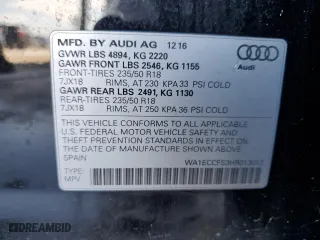 MFD. BY AUDI AG 12 16
GVWR LBS 4894, KG 2220
GAWR FRONT LBS 2546, KG 1155
FRONT-TIRES 235/50 R18
7JX18 RIMS, AT 230 KPA 33 PSI COLD
GAWR REAR LBS 2491, KG 1130
REAR-TIRES 235/50 R18
7JX18 RIMS, AT 250 KPA 36 PSI COLD
Audi
THIS VEHICLE CONFORMS TO ALL APPLICABLE
U.S. FEDERAL MOTOR VEHICLE SAFETY, BUMPER,
AND THEFT PREVENTION STANDARDS IN EFFECT
ON THE DATE OF MANUFACTURE SHOWN ABOVE.
SPAIN
TYPE:
MPV